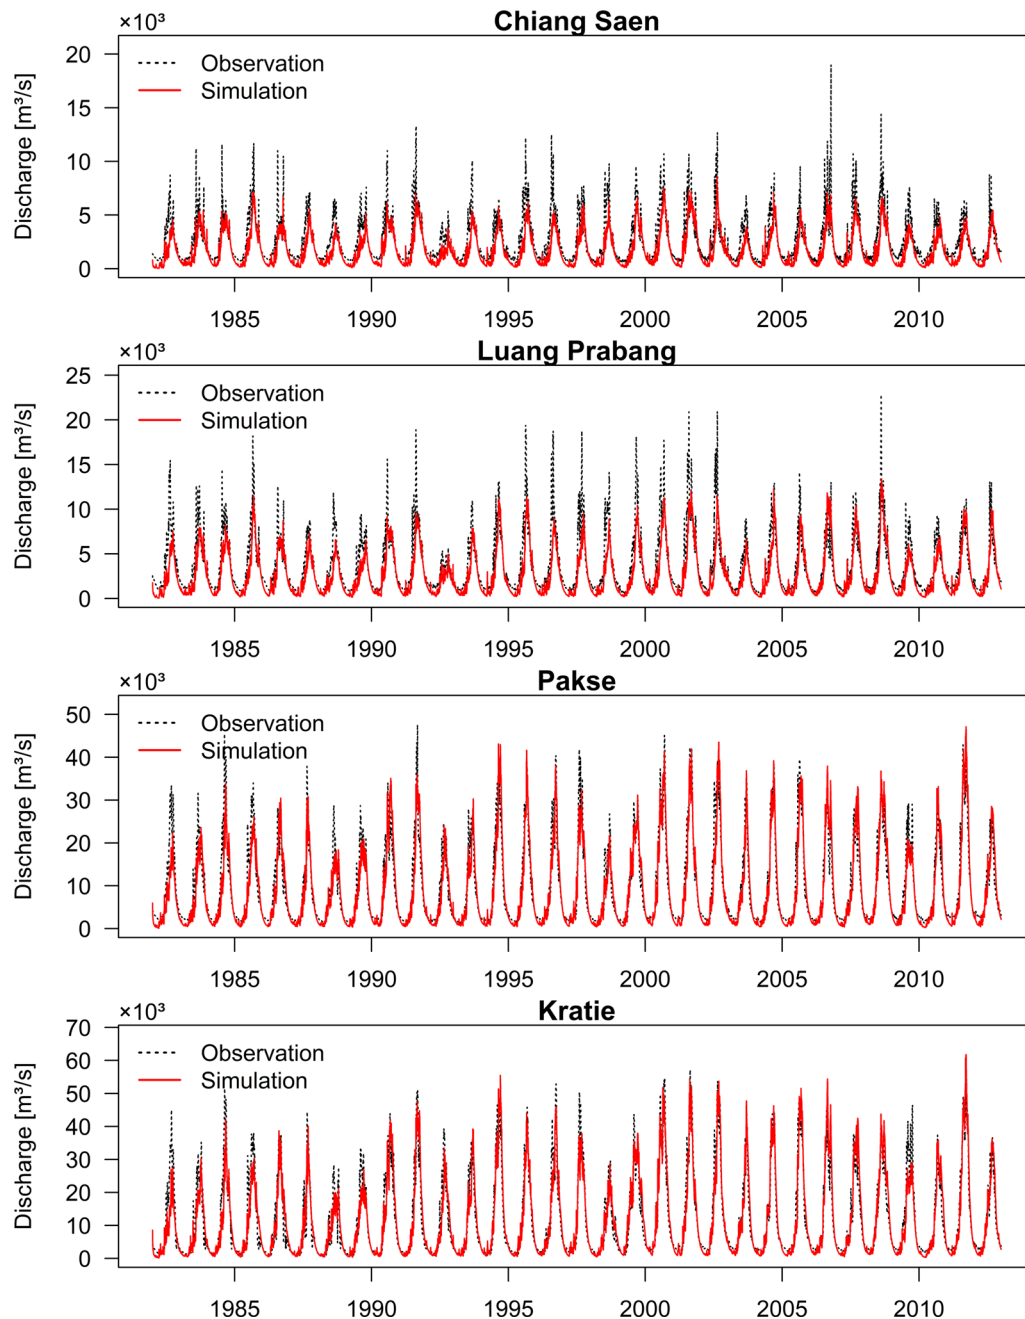 Chiang Saen
×10³
20
15
10
5
0
Discharge [m³/s]
Observation
Simulation
1985 1990 1995 2000 2005 2010
Luang Prabang
×10³
25
20
15
10
5
0
Discharge [m³/s]
Observation
Simulation
1985 1990 1995 2000 2005 2010
Pakse
×10³
50
40
30
20
10
0
Discharge [m³/s]
Observation
Simulation
1985 1990 1995 2000 2005 2010
Kratie
×10³
70
60
50
40
30
20
10
0
Discharge [m³/s]
Observation
Simulation
1985 1990 1995 2000 2005 2010